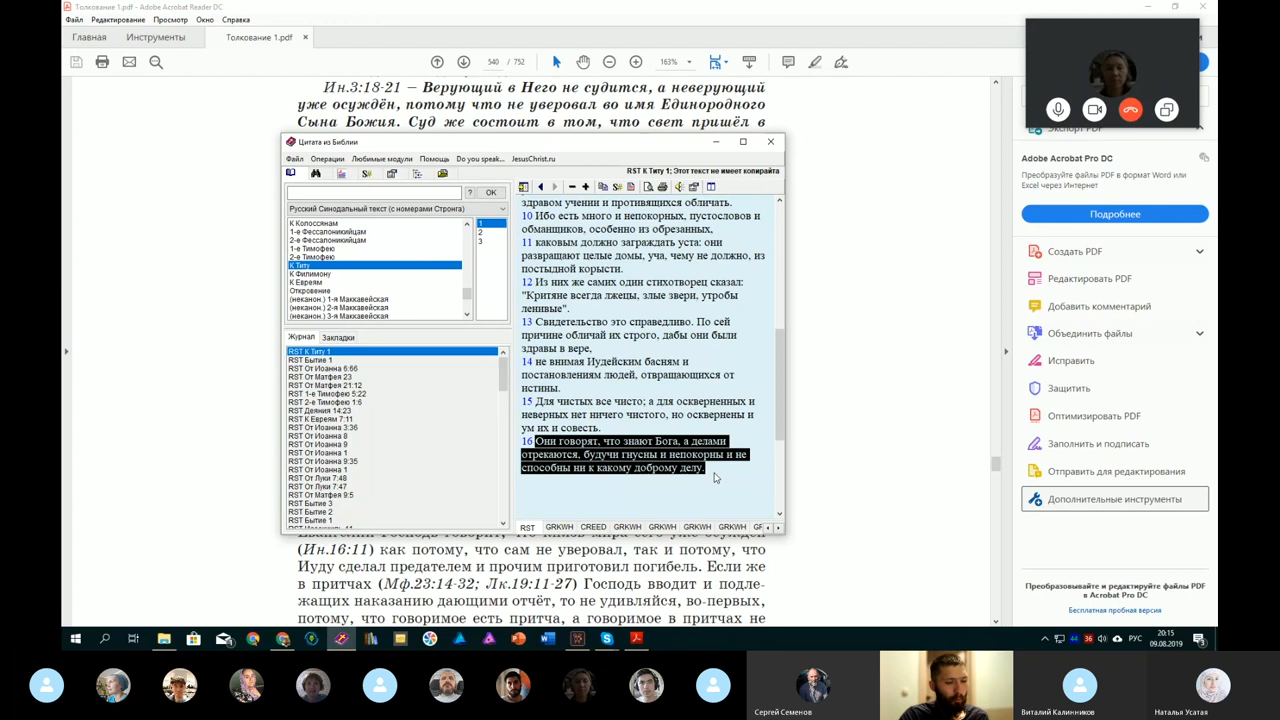 Толкование 1.pdf - Adobe Acrobat Reader DC
Файл Редактирование Просмотр Окно Справка
Главная Инструменты Толкование 1.pdf ×
540 / 752 163%
Ин.3:18-21 – Верующий в Него не судится, а неверующий
уже осуждён, потому что не уверовал во имя Единородного
Сына Божия. Суд же состоит в том, что свет пришёл в
Цитата из Библии
Файл Операции Любимые модули Помощь Do you speak... JesusChrist.ru
RST К Титу 1; Этот текст не имеет копирайта
? OK
Русский Синодальный текст (с номерами Стронга)
К Колоссянам
1-е Фессалоникийцам
2-е Фессалоникийцам
1-е Тимофею
2-е Тимофею
К Титу
К Филимону
К Евреям
Откровение
(неканон.) 1-я Маккавейская
(неканон.) 2-я Маккавейская
(неканон.) 3-я Маккавейская
1
2
3
Журнал Закладки
RST К Титу 1
RST Бытие 1
RST От Иоанна 6:66
RST От Матфея 23
RST От Матфея 21:12
RST 1-е Тимофею 5:22
RST 2-е Тимофею 1:6
RST Деяния 14:23
RST К Евреям 7:11
RST От Иоанна 3:36
RST От Иоанна 8
RST От Иоанна 9
RST От Иоанна 1
RST От Иоанна 9:35
RST От Иоанна 1
RST От Луки 7:48
RST От Луки 7:47
RST От Матфея 9:5
RST Бытие 3
RST Бытие 2
RST Бытие 1
здравом учении и противящихся обличать.
10 Ибо есть много и непокорных, пустословов и
обманщиков, особенно из обрезанных,
11 каковым должно заграждать уста: они
развращают целые домы, уча, чему не должно, из
постыдной корысти.
12 Из них же самих один стихотворец сказал:
"Критяне всегда лжецы, злые звери, утробы
ленивые".
13 Свидетельство это справедливо. По сей
причине обличай их строго, дабы они были
здравы в вере,
14 не внимая Иудейским басням и
постановлениям людей, отвращающихся от
истины.
15 Для чистых все чисто; а для оскверненных и
неверных нет ничего чистого, но осквернены и
ум их и совесть.
16 Они говорят, что знают Бога, а делами
отрекаются, будучи гнусны и непокорны и не
способны ни к какому доброму делу.
RST GRKWH CREED GRKWH GRKWH GRKWH GRKWH
(Ин.16:11) как потому, что сам не уверовал, так и потому, что
Иуду сделал предателем и прочим приготовил погибель. Если же
в притчах (Мф.23:14-32; Лк.19:11-27) Господь вводит и подле-
жащих наказанию дающими отчёт, то не удивляйся, во-первых,
потому, что говоримое есть притча, а говоримое в притчах не
Экспорт PDF
Adobe Acrobat Pro DC
Преобразуйте файлы PDF в формат Word или
Excel через Интернет
Подробнее
Создать PDF
Редактировать PDF
Добавить комментарий
Объединить файлы
Исправить
Защитить
Оптимизировать PDF
Заполнить и подписать
Отправить для рецензирования
Дополнительные инструменты
Преобразовывайте и редактируйте файлы PDF
в Acrobat Pro DC
Бесплатная пробная версия
44 36 РУС
20:15
09.08.2019
Сергей Семенов Виталий Калинников Наталья Усатая